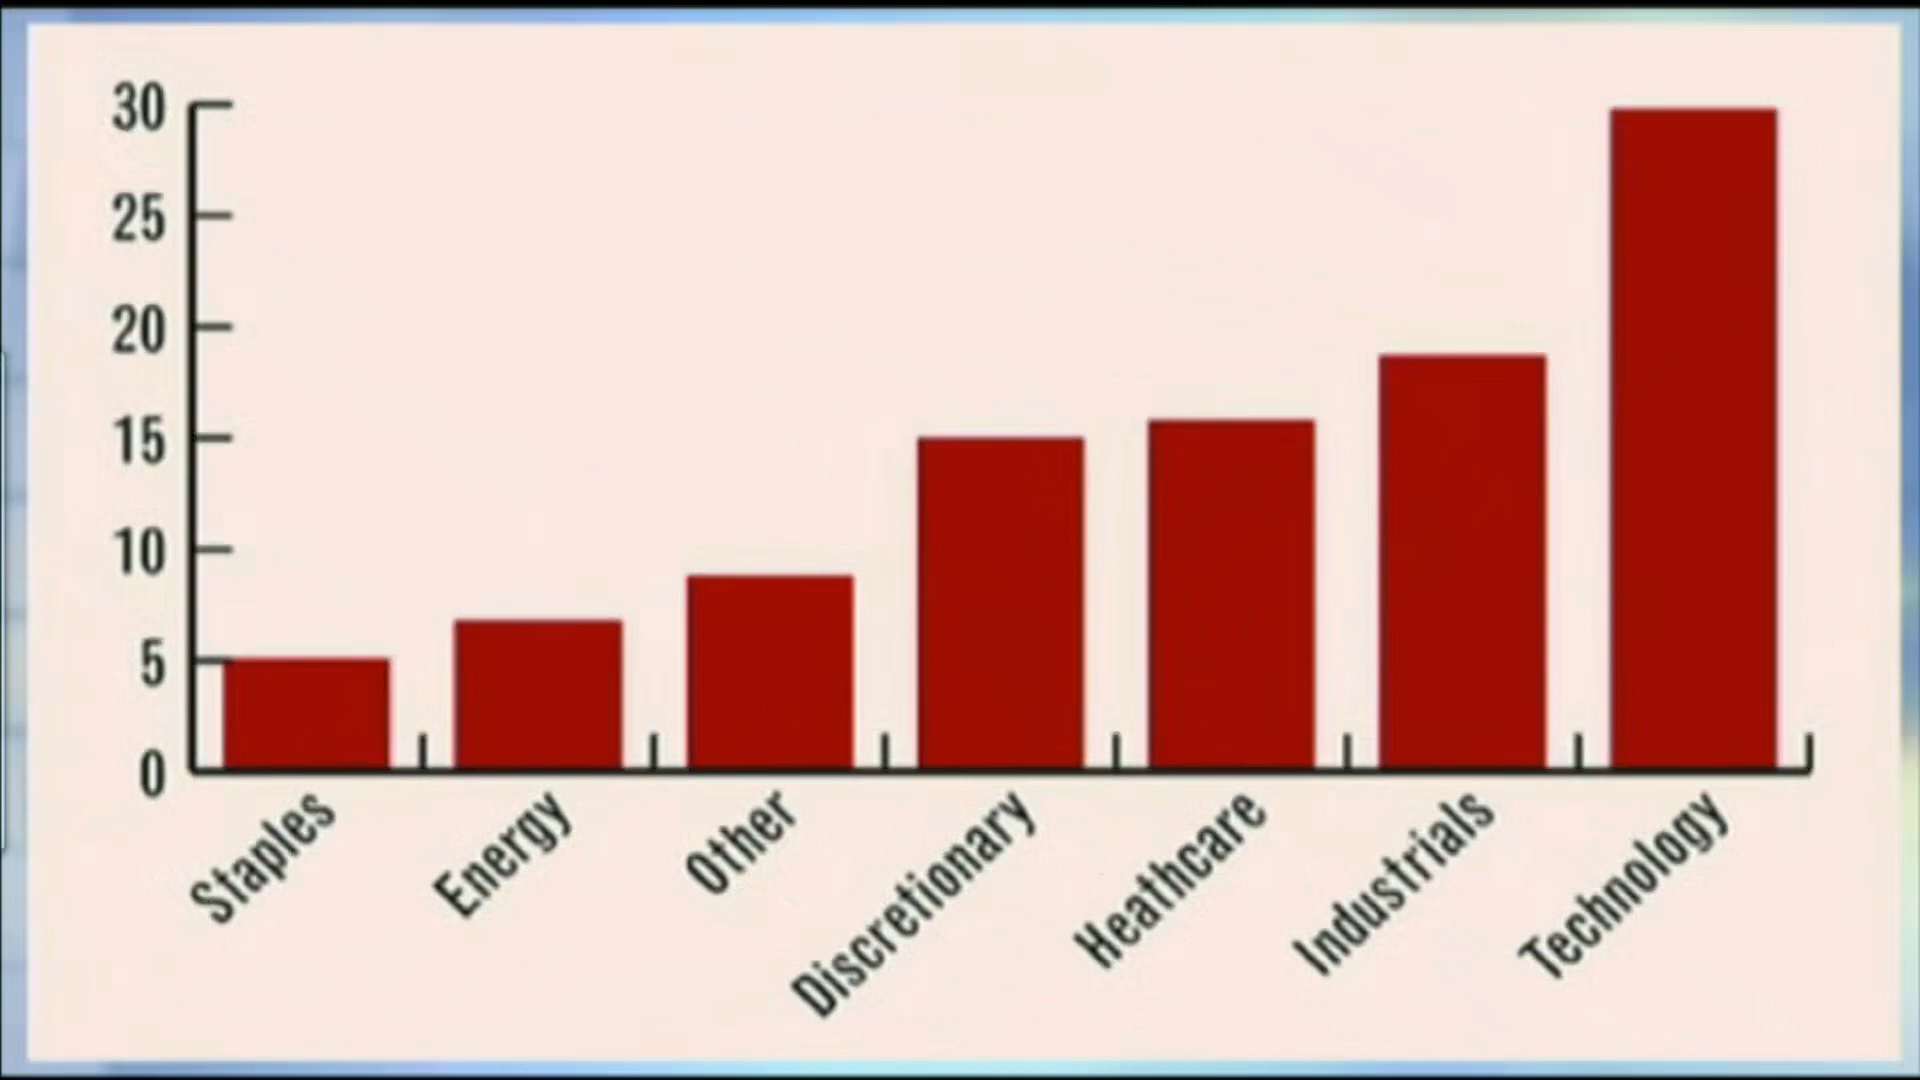 30
25
20
15
10
5
0
Staples
Energy
Other
Discretionary
Heathcare
Industrials
Technology